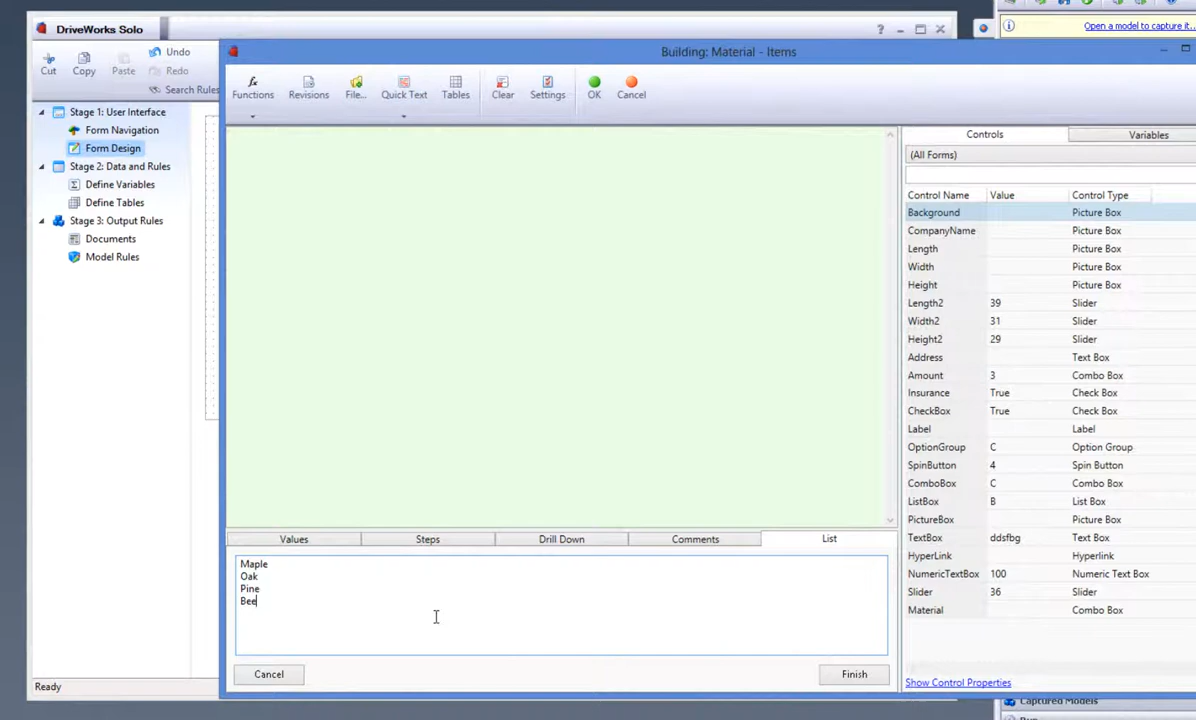 DriveWorks Solo
Open a model to capture it..
Building: Material - Items
Cut
Copy
Paste
Undo
Redo
Search Rules
Functions
Revisions
File...
Quick Text
Tables
Clear
Settings
OK
Cancel
Stage 1: User Interface
Form Navigation
Form Design
Stage 2: Data and Rules
Define Variables
Define Tables
Stage 3: Output Rules
Documents
Model Rules
Controls
Variables
(All Forms)
Control Name Value Control Type
Background Picture Box
CompanyName Picture Box
Length Picture Box
Width Picture Box
Height Picture Box
Length2 39 Slider
Width2 31 Slider
Height2 29 Slider
Address Text Box
Amount 3 Combo Box
Insurance True Check Box
CheckBox True Check Box
Label Label
OptionGroup C Option Group
SpinButton 4 Spin Button
ComboBox C Combo Box
ListBox B List Box
PictureBox Picture Box
TextBox ddsfbg Text Box
HyperLink Hyperlink
NumericTextBox 100 Numeric Text Box
Slider 36 Slider
Material Combo Box
Values
Steps
Drill Down
Comments
List
Maple
Oak
Pine
Bee
Cancel
Finish
Show Control Properties
Ready
Captured Models